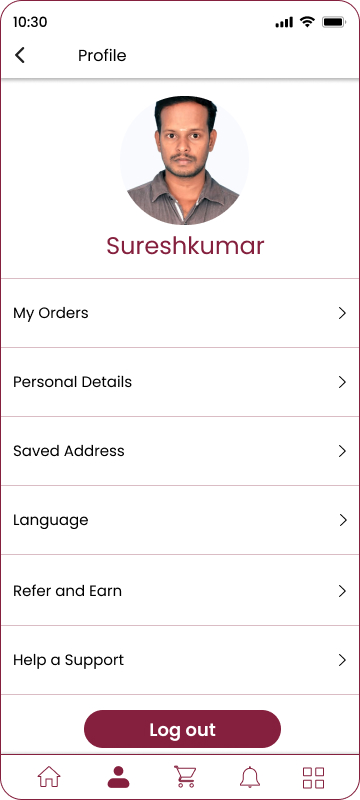 10:30
Profile
Sureshkumar
My Orders
Personal Details
Saved Address
Language
Refer and Earn
Help a Support
Log out